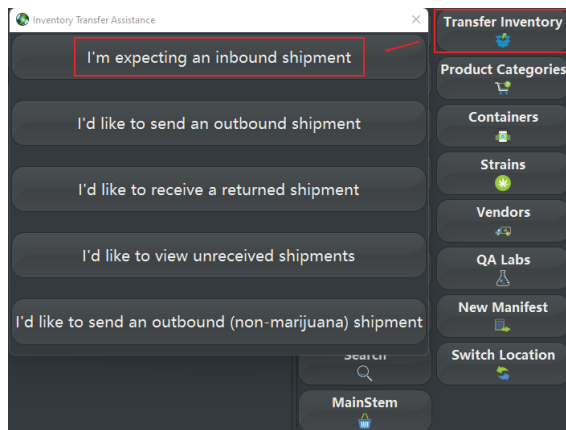 Inventory Transfer Assistance
I'm expecting an inbound shipment
I'd like to send an outbound shipment
I'd like to receive a returned shipment
I'd like to view unreceived shipments
I'd like to send an outbound (non-marijuana) shipment
Transfer Inventory
Product Categories
Containers
Strains
Vendors
QA Labs
New Manifest
Search
Switch Location
MainStem